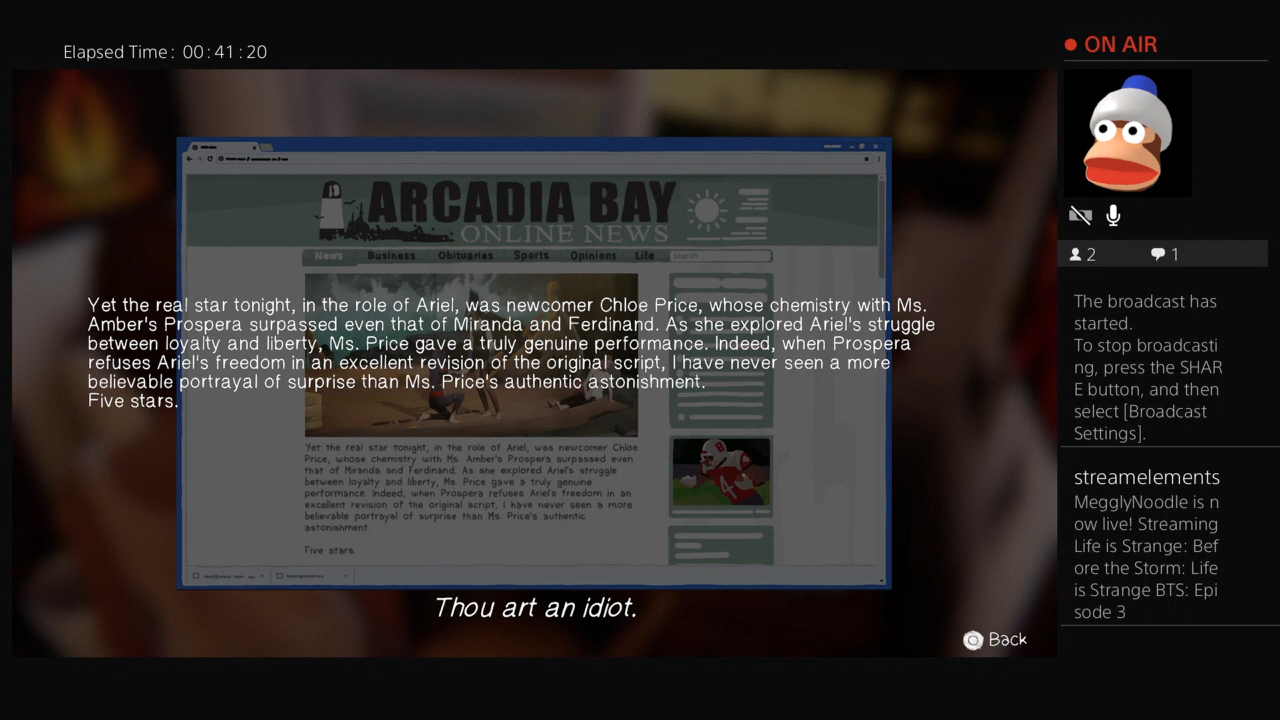 Elapsed Time: 00:41:20
ARCADIA BAY
ONLINE NEWS
News Business Obituaries Sports Opinions Life Search
Yet the real star tonight, in the role of Ariel, was newcomer Chloe Price, whose chemistry with Ms.
Amber's Prospera surpassed even that of Miranda and Ferdinand. As she explored Ariel's struggle
between loyalty and liberty, Ms. Price gave a truly genuine performance. Indeed, when Prospera
refuses Ariel's freedom in an excellent revision of the original script, I have never seen a more
believable portrayal of surprise than Ms. Price's authentic astonishment.
Five stars.
Yet the real star tonight, in the role of Ariel, was newcomer Chloe
Price, whose chemistry with Ms. Amber's Prospera surpassed even
that of Miranda and Ferdinand. As she explored Ariel's struggle
between loyalty and liberty, Ms. Price gave a truly genuine
performance. Indeed, when Prospera refuses Ariel's freedom in an
excellent revision of the original script, I have never seen a more
believable portrayal of surprise than Ms. Price's authentic
astonishment.
Five stars.
Thou art an idiot.
Back
ON AIR
2 1
The broadcast has
started.
To stop broadcasti
ng, press the SHAR
E button, and then
select [Broadcast
Settings].
streamelements
MegglyNoodle is n
ow live! Streaming
Life is Strange: Bef
ore the Storm: Life
is Strange BTS: Epi
sode 3